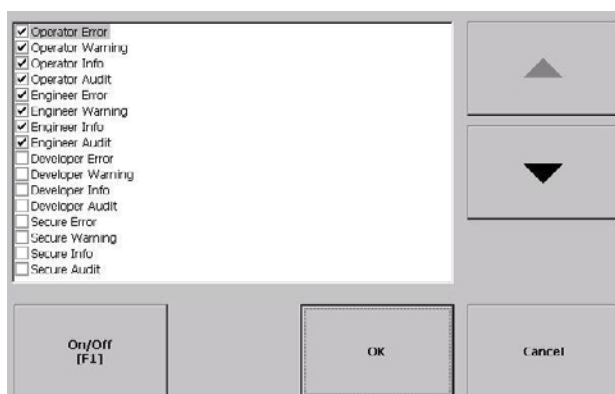 Operator Error
Operator Warning
Operator Info
Operator Audit
Engineer Error
Engineer Warning
Engineer Info
Engineer Audit
Developer Error
Developer Warning
Developer Info
Developer Audit
Secure Error
Secure Warning
Secure Info
Secure Audit
On/Off
[F1]
OK
Cancel